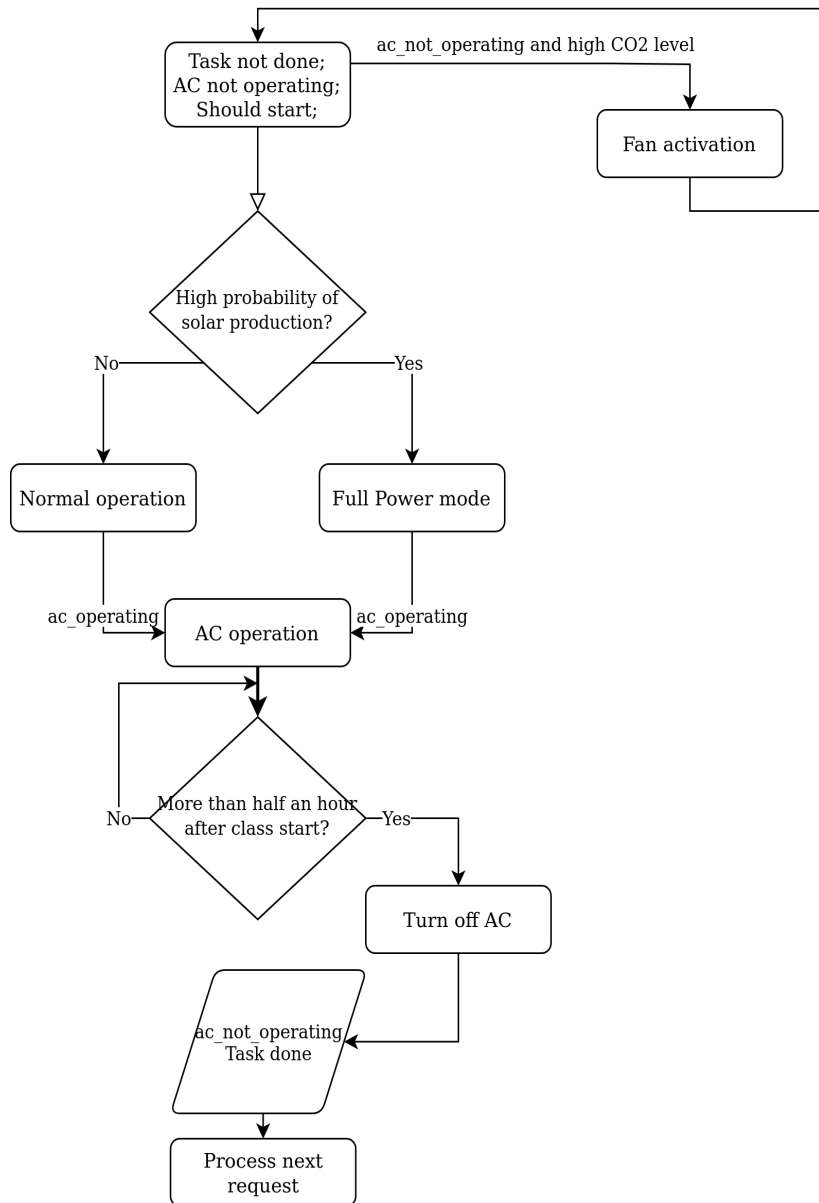 Task not done;
AC not operating;
Should start;
ac_not_operating and high CO2 level
Fan activation
High probability of
solar production?
No
Yes
Normal operation
Full Power mode
ac_operating
ac_operating
AC operation
More than half an hour
after class start?
No
Yes
Turn off AC
ac_not_operating
Task done
Process next
request